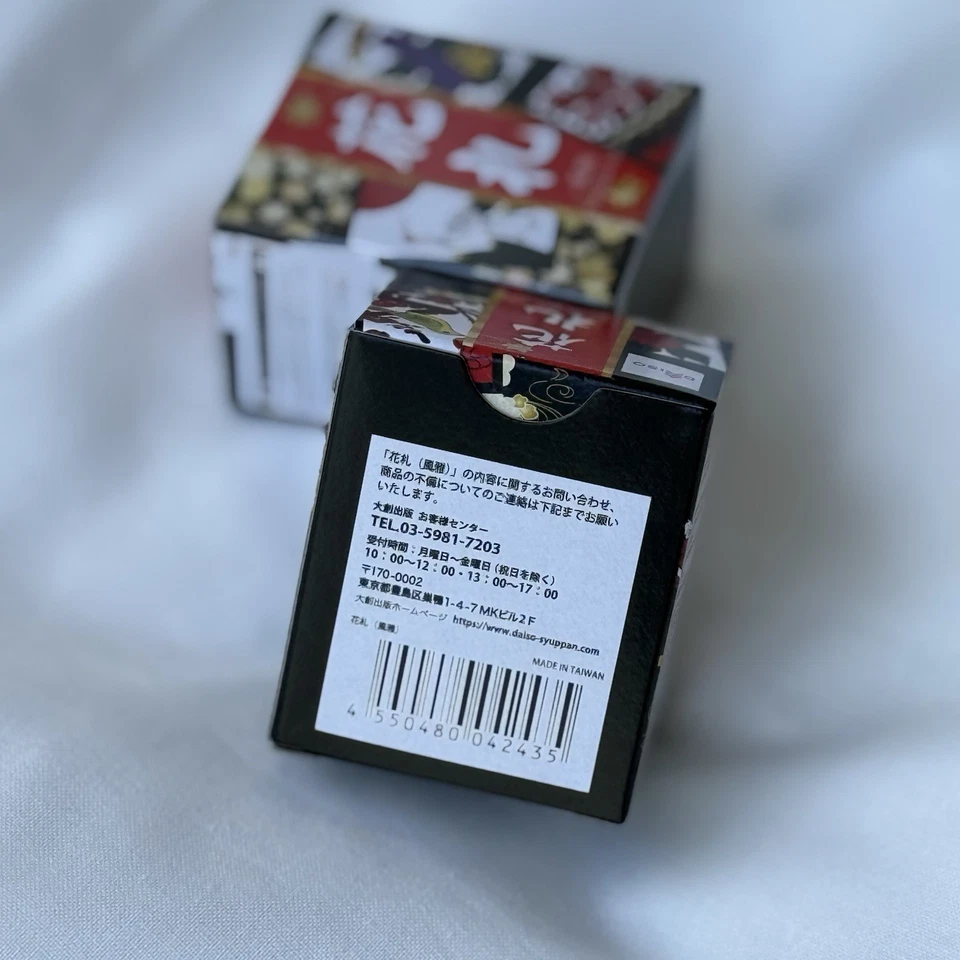 花札
花札
「花札（風雅）」の内容に関するお問い合わせ、
商品の不備についてのご連絡は下記までお願い
いたします。
大創出版 お客様センター
TEL.03-5981-7203
受付時間：月曜日〜金曜日（祝日を除く）
10：00〜12：00・13：00〜17：00
〒170-0002
東京都豊島区巣鴨1-4-7 MKビル2F
大創出版ホームページ https://www.daiso-syuppan.com
花札（風雅）
MADE IN TAIWAN
4 550480 042435